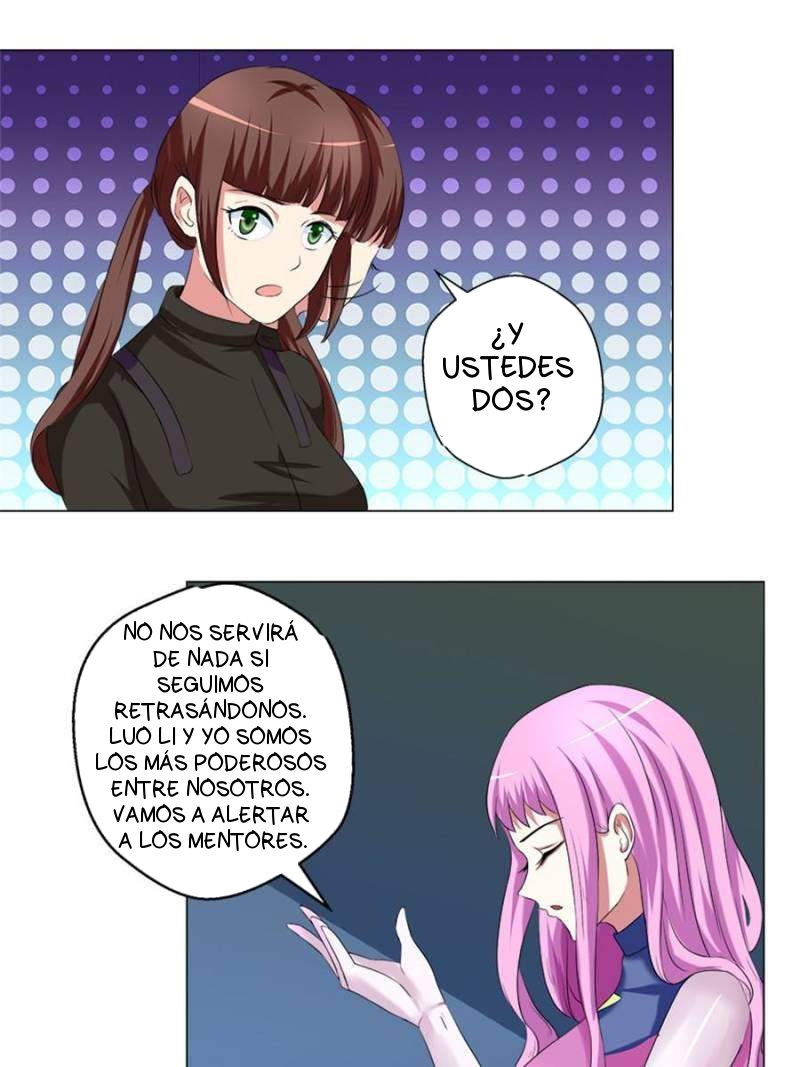 ¿Y
USTEDES
DOS?
NO NOS SERVIRÁ
DE NADA SI
SEGUIMOS
RETRASÁNDONOS.
LUO LI Y YO SOMOS
LOS MÁS PODEROSOS
ENTRE NOSOTROS.
VAMOS A ALERTAR
A LOS MENTORES.